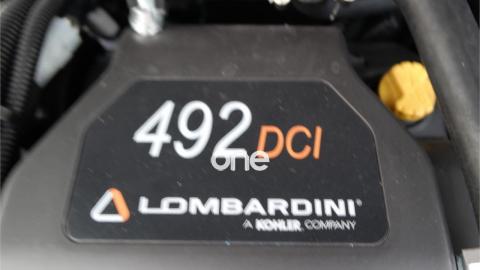 492 DCI
one
LOMBARDINI®
A KOHLER COMPANY